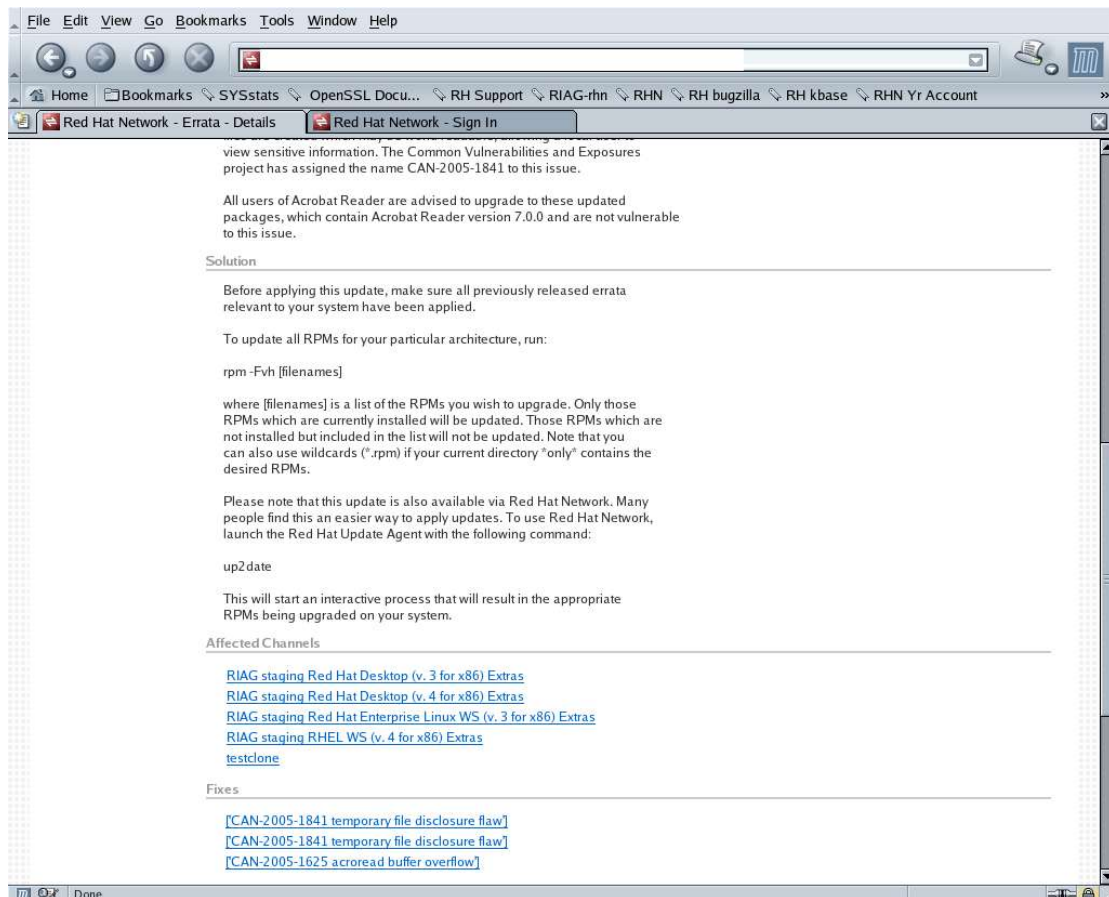 File Edit View Go Bookmarks Tools Window Help
Home Bookmarks SYSstats OpenSSL Docu... RH Support RIAG-rhn RHN RH bugzilla RH kbase RHN Yr Account »
Red Hat Network - Errata - Details Red Hat Network - Sign In
view sensitive information. The Common Vulnerabilities and Exposures
project has assigned the name CAN-2005-1841 to this issue.
All users of Acrobat Reader are advised to upgrade to these updated
packages, which contain Acrobat Reader version 7.0.0 and are not vulnerable
to this issue.
Solution
Before applying this update, make sure all previously released errata
relevant to your system have been applied.
To update all RPMs for your particular architecture, run:
rpm -Fvh [filenames]
where [filenames] is a list of the RPMs you wish to upgrade. Only those
RPMs which are currently installed will be updated. Those RPMs which are
not installed but included in the list will not be updated. Note that you
can also use wildcards (*.rpm) if your current directory *only* contains the
desired RPMs.
Please note that this update is also available via Red Hat Network. Many
people find this an easier way to apply updates. To use Red Hat Network,
launch the Red Hat Update Agent with the following command:
up2date
This will start an interactive process that will result in the appropriate
RPMs being upgraded on your system.
Affected Channels
RIAG staging Red Hat Desktop (v. 3 for x86) Extras
RIAG staging Red Hat Desktop (v. 4 for x86) Extras
RIAG staging Red Hat Enterprise Linux WS (v. 3 for x86) Extras
RIAG staging RHEL WS (v. 4 for x86) Extras
testclone
Fixes
['CAN-2005-1841 temporary file disclosure flaw']
['CAN-2005-1841 temporary file disclosure flaw']
['CAN-2005-1625 acroread buffer overflow']
Done